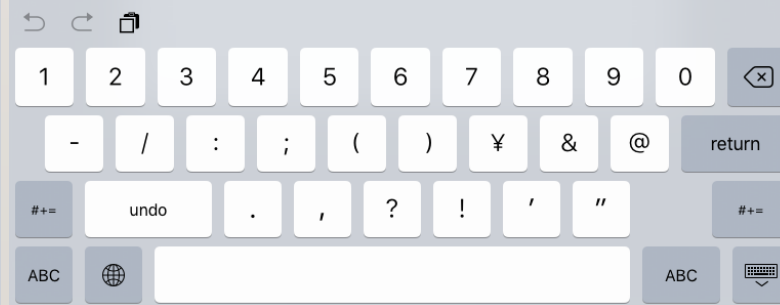 1 2 3 4 5 6 7 8 9 0
- / : ; ( ) ¥ & @ return
#+= undo . , ? ! ′ ″ #+=
ABC ABC